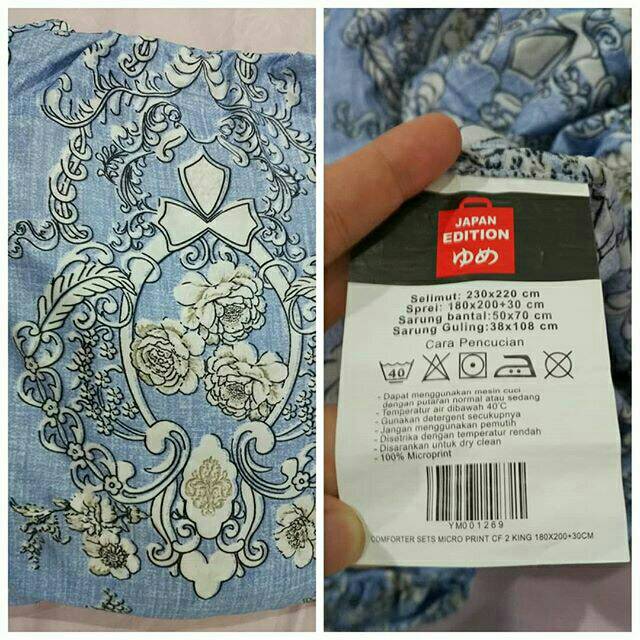 JAPAN
EDITION
ゆめ
Selimut: 230x220 cm
Sprei: 180x200+30 cm
Sarung bantal:50x70 cm
Sarung Guling:38x108 cm
Cara Pencucian
40
- Dapat menggunakan mesin cuci
dengan putaran normal atau sedang
- Temperatur air dibawah 40°C
- Gunakan detergent secukupnya
- Jangan menggunakan pemutih
- Disetrika dengan temperatur rendah
- Disarankan untuk dry clean
- 100% Microprint
YM001269
COMFORTER SETS MICRO PRINT CF 2 KING 180X200+30CM